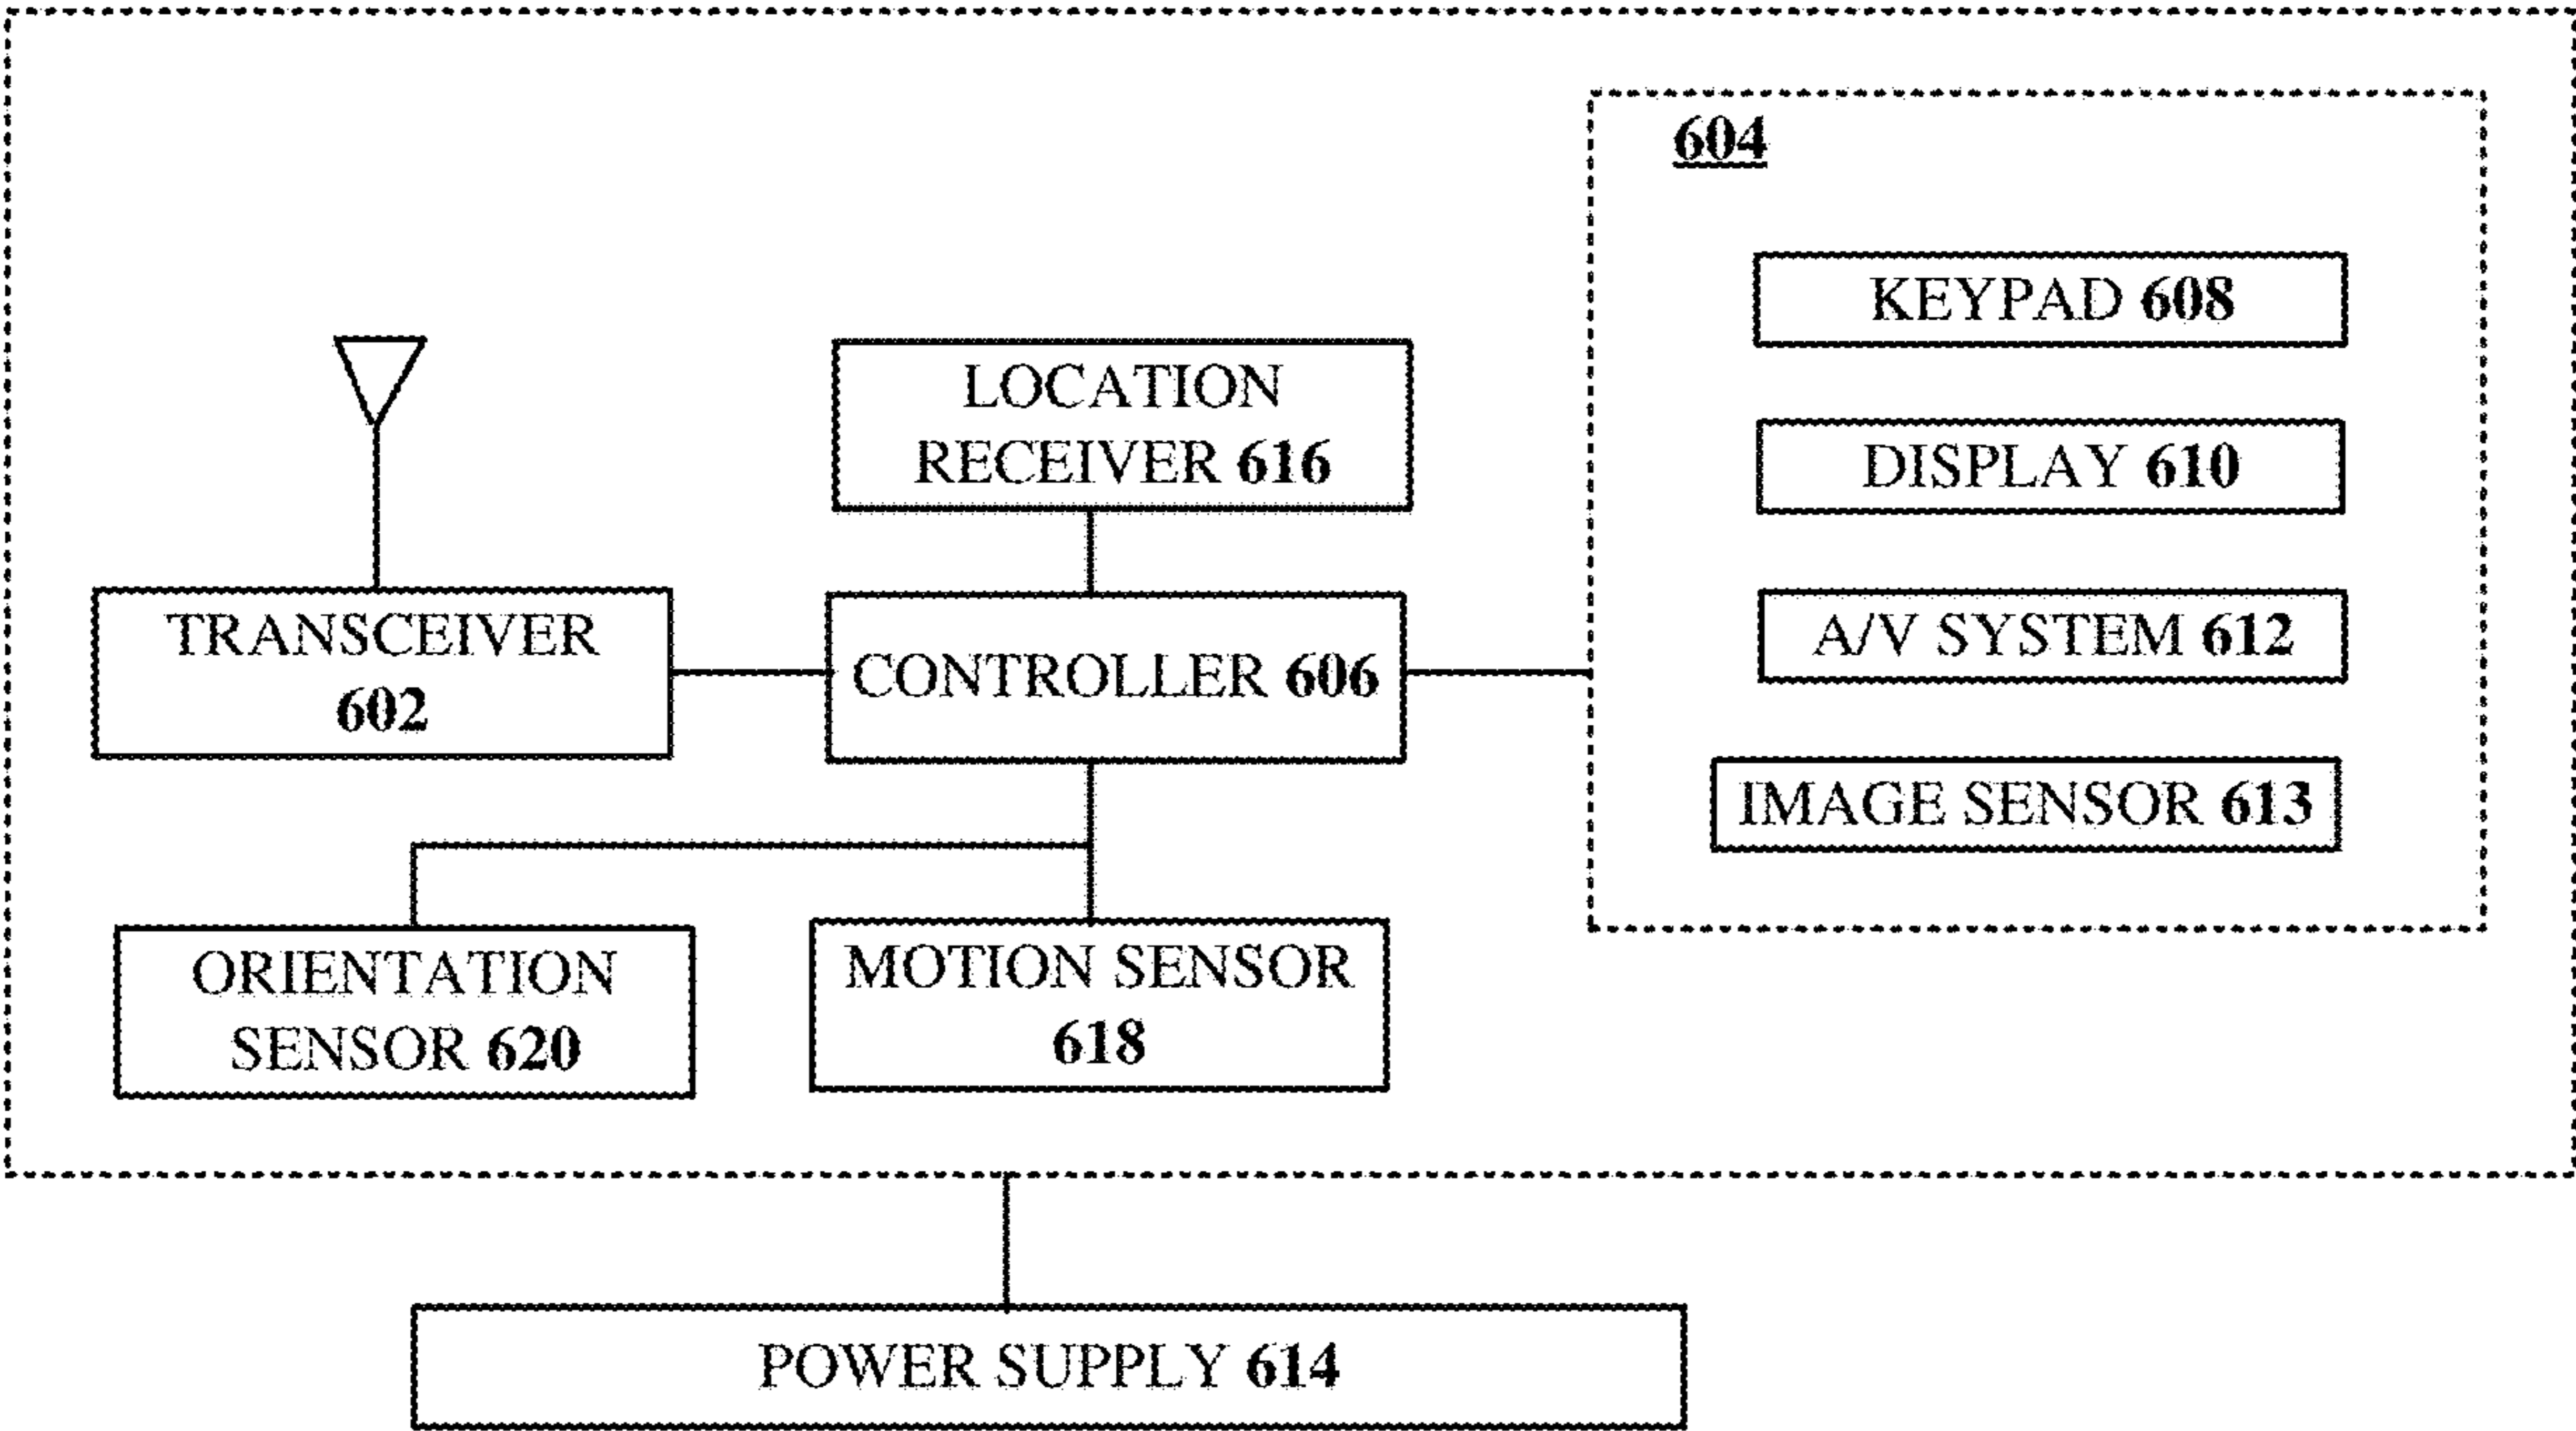 604
KEYPAD 608
LOCATION
RECEIVER 616
DISPLAY 610
TRANSCEIVER
602
CONTROLLER 606
A/V SYSTEM 612
IMAGE SENSOR 613
ORIENTATION
SENSOR 620
MOTION SENSOR
618
POWER SUPPLY 614